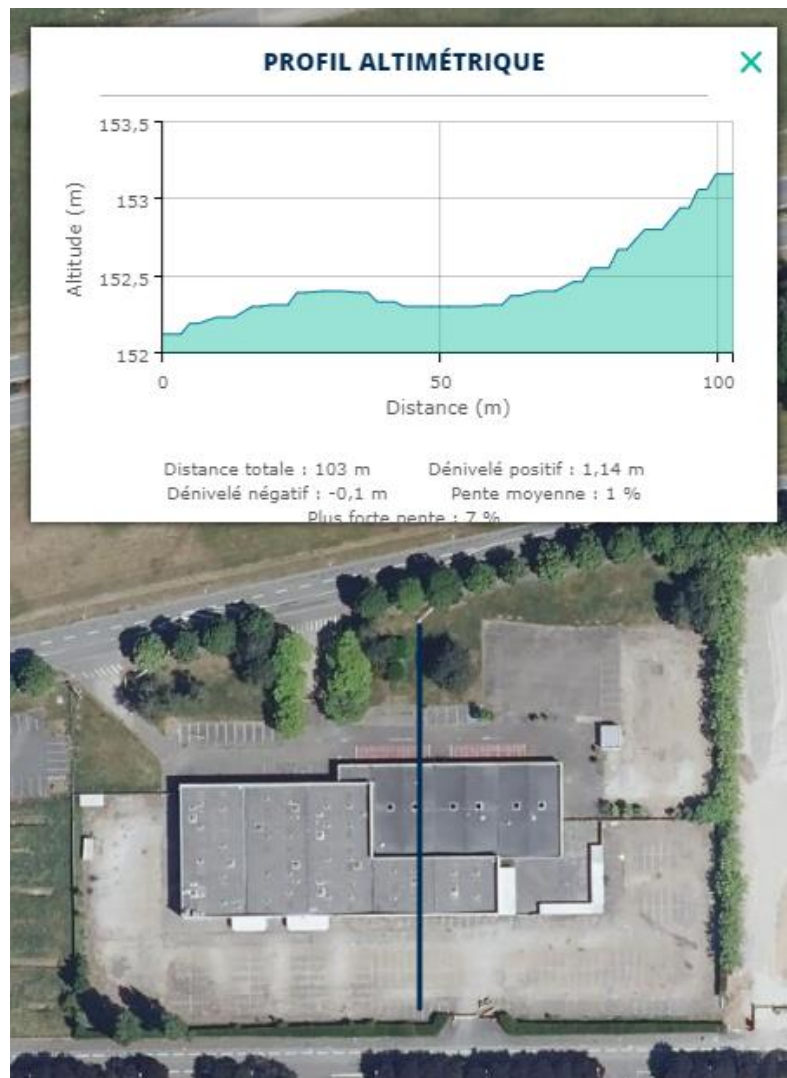 PROFIL ALTIMÉTRIQUE
153,5
153
152,5
152
Altitude (m)
0 50 100
Distance (m)
Distance totale : 103 m Dénivelé positif : 1,14 m
Dénivelé négatif : -0,1 m Pente moyenne : 1 %
Plus forte pente : 7 %